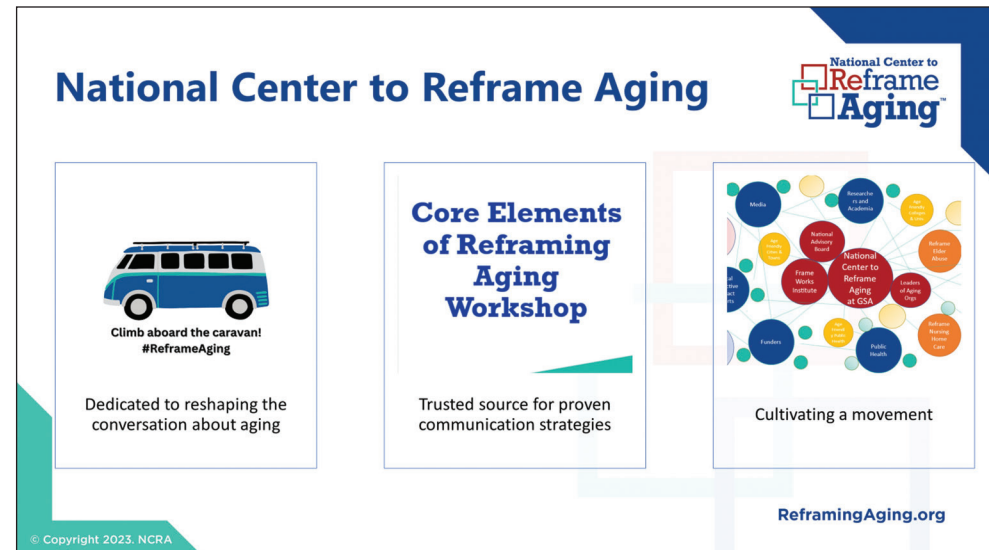 National Center to Reframe Aging
National Center to
Reframe
Aging™
Climb aboard the caravan!
#ReframeAging
Dedicated to reshaping the
conversation about aging
Core Elements
of Reframing
Aging
Workshop
Trusted source for proven
communication strategies
Media
Researche
rs and
Academia
National
Advisory
Board
National
Center to
Reframe
Aging
at GSA
Frame
Works
Institute
Leaders
of Aging
Orgs
Reframe
Elder
Abuse
Funders
Public
Health
Reframe
Nursing
Home
Care
Cultivating a movement
ReframingAging.org
© Copyright 2023. NCRA